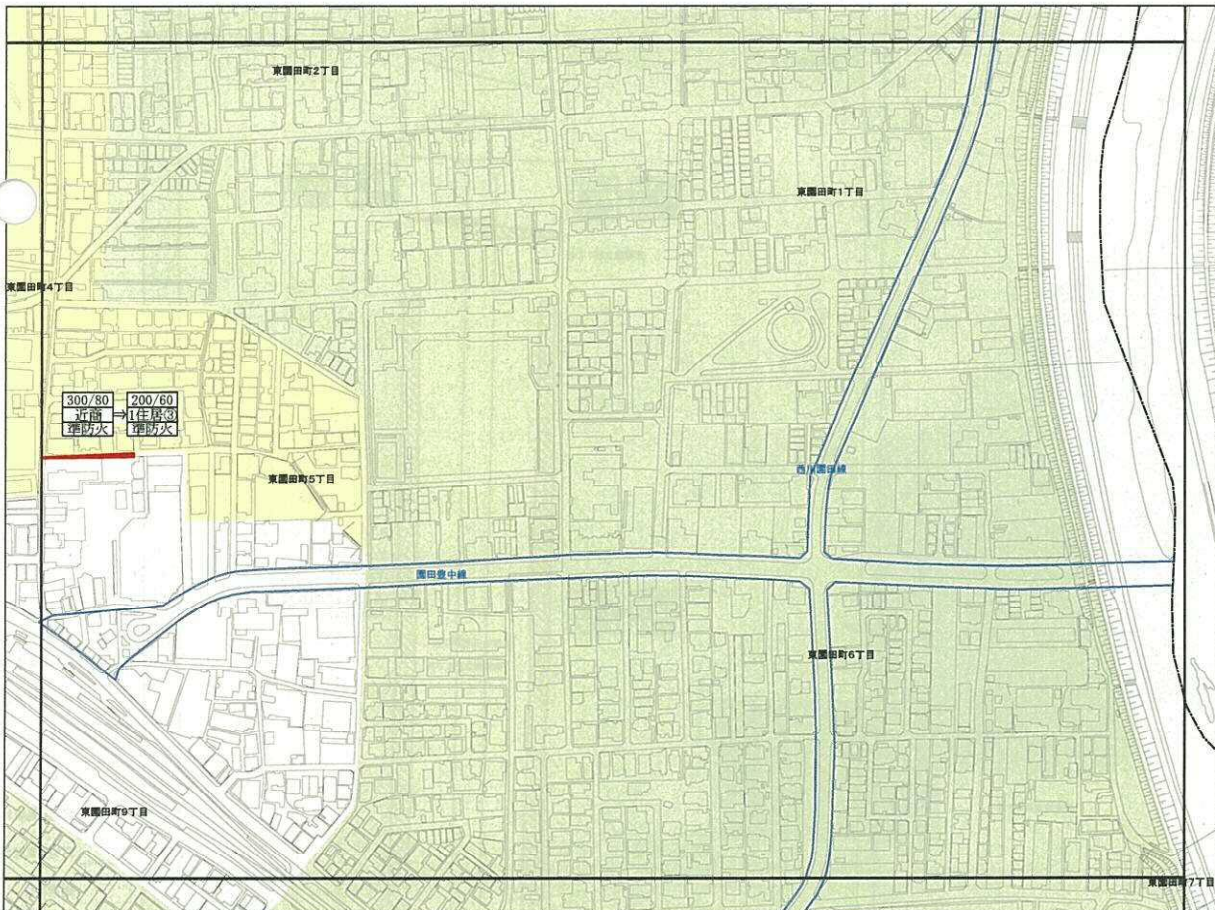 東園田町2丁目
東園田町1丁目
東園田町4丁目
300/80
近商
準防火
⇒
200/60
1住居③
準防火
東園田町5丁目
西川園田線
園田豊中線
東園田町6丁目
東園田町9丁目
東園田町7丁目